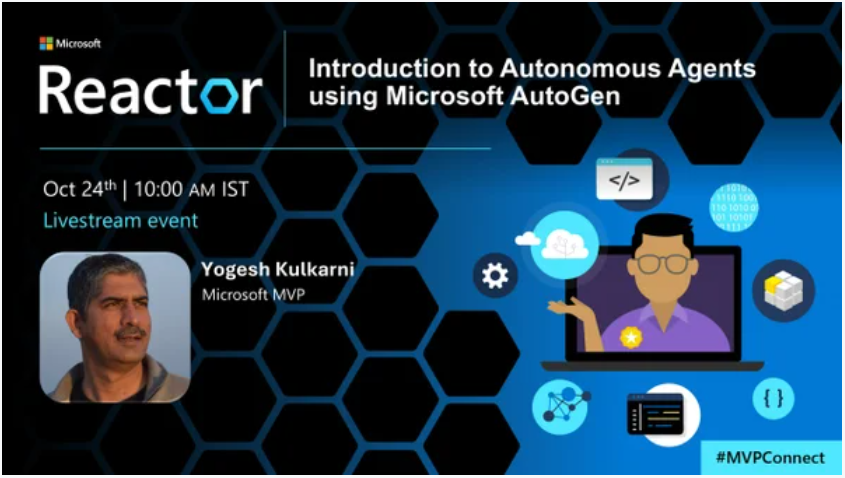 Microsoft
Reactor
Introduction to Autonomous Agents
using Microsoft AutoGen
Oct 24th | 10:00 AM IST
Livestream event
Yogesh Kulkarni
Microsoft MVP
</>
{ }
#MVPConnect